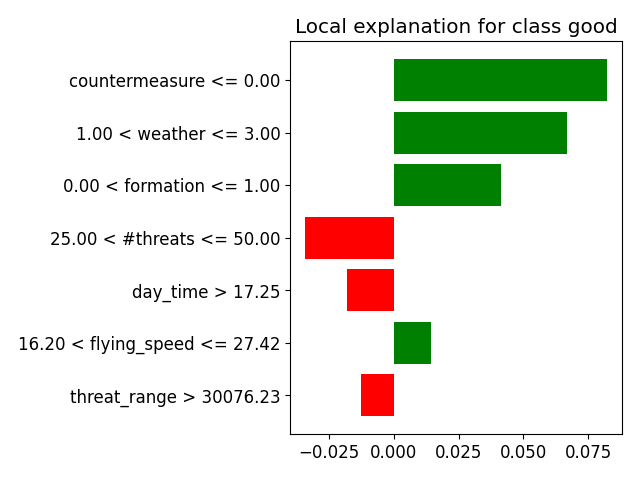 Local explanation for class good
countermeasure <= 0.00
1.00 < weather <= 3.00
0.00 < formation <= 1.00
25.00 < #threats <= 50.00
day_time > 17.25
16.20 < flying_speed <= 27.42
threat_range > 30076.23
−0.025 0.000 0.025 0.050 0.075